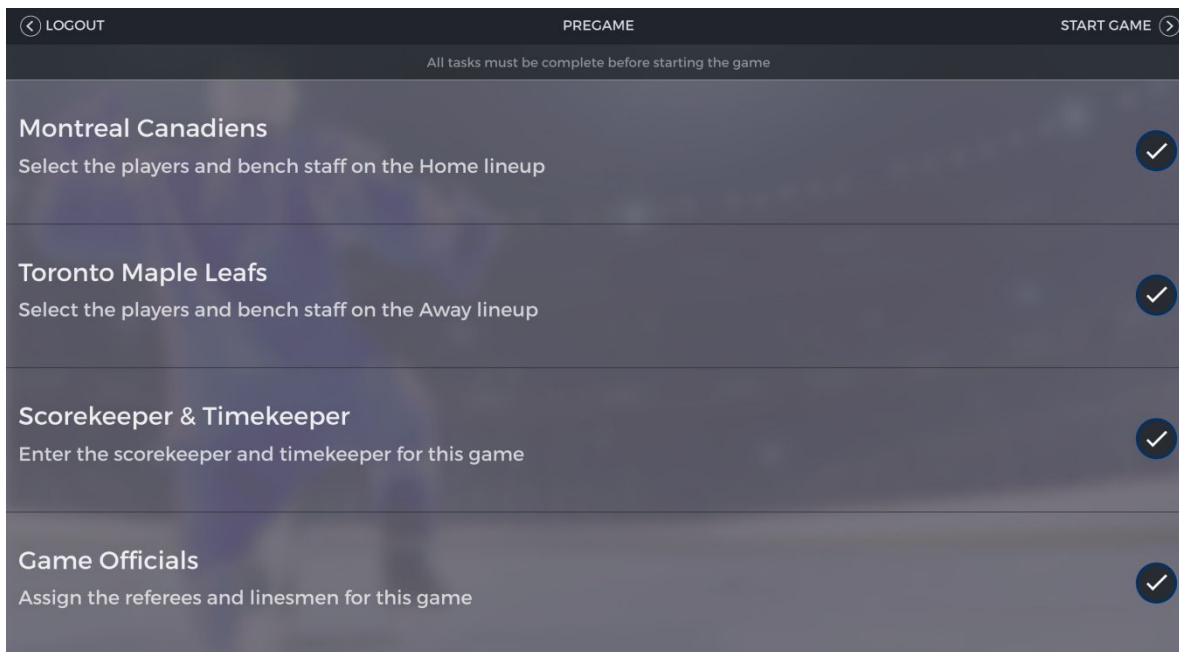 LOGOUT
PREGAME
START GAME
All tasks must be complete before starting the game
Montreal Canadiens
Select the players and bench staff on the Home lineup
Toronto Maple Leafs
Select the players and bench staff on the Away lineup
Scorekeeper & Timekeeper
Enter the scorekeeper and timekeeper for this game
Game Officials
Assign the referees and linesmen for this game